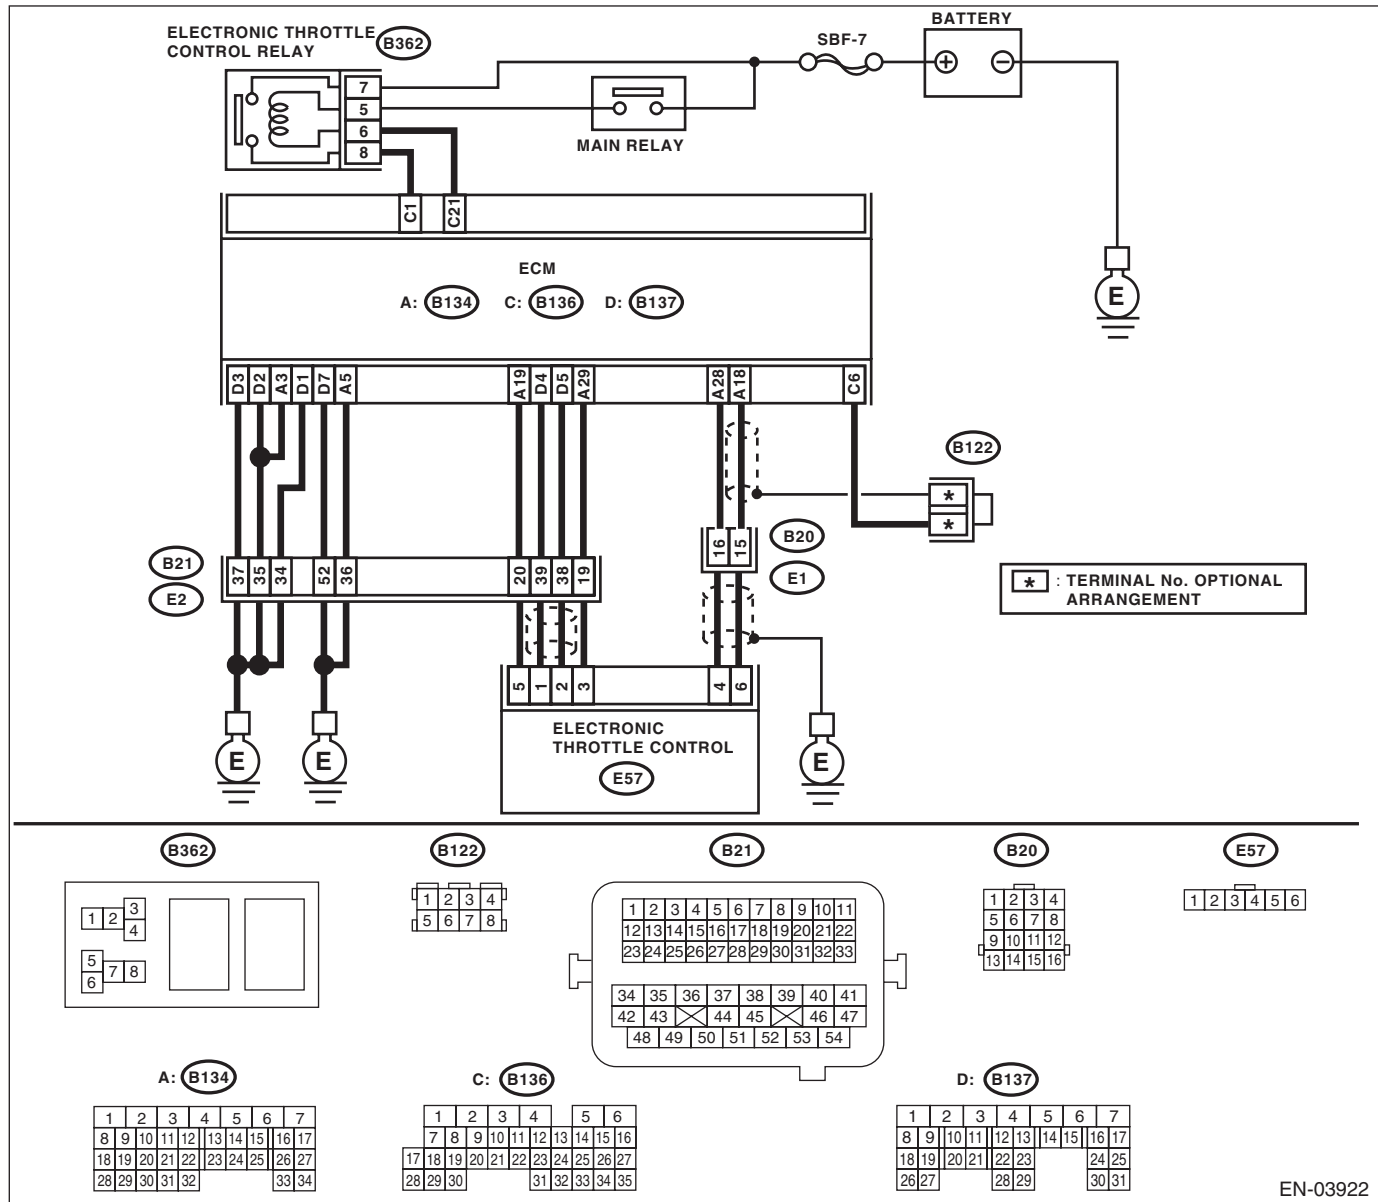 BATTERY
ELECTRONIC THROTTLE
CONTROL RELAY
B362
SBF-7
7
5
6
8
MAIN RELAY
C1 C21
E
ECM
A: B134 C: B136 D: B137
D3 D2 A3 D1 D7 A5 A19 D4 D5 A29 A28 A18 C6
B122
*
*
B21
E2
37 35 34 52 36 20 39 38 19
16 15
B20
E1
* : TERMINAL No. OPTIONAL
ARRANGEMENT
5 1 2 3 4 6
ELECTRONIC
THROTTLE CONTROL
E57
E E E
B362 B122 B21 B20 E57
1 2 3
4
5
6 7 8
1 2 3 4
5 6 7 8
1 2 3 4 5 6 7 8 9 10 11
12 13 14 15 16 17 18 19 20 21 22
23 24 25 26 27 28 29 30 31 32 33
34 35 36 37 38 39 40 41
42 43 44 45 46 47
48 49 50 51 52 53 54
1 2 3 4
5 6 7 8
9 10 11 12
13 14 15 16
1 2 3 4 5 6
A: B134
1 2 3 4 5 6 7
8 9 10 11 12 13 14 15 16 17
18 19 20 21 22 23 24 25 26 27
28 29 30 31 32 33 34
C: B136
1 2 3 4 5 6
7 8 9 10 11 12 13 14 15 16
17 18 19 20 21 22 23 24 25 26 27
28 29 30 31 32 33 34 35
D: B137
1 2 3 4 5 6 7
8 9 10 11 12 13 14 15 16 17
18 19 20 21 22 23 24 25
26 27 28 29 30 31
EN-03922